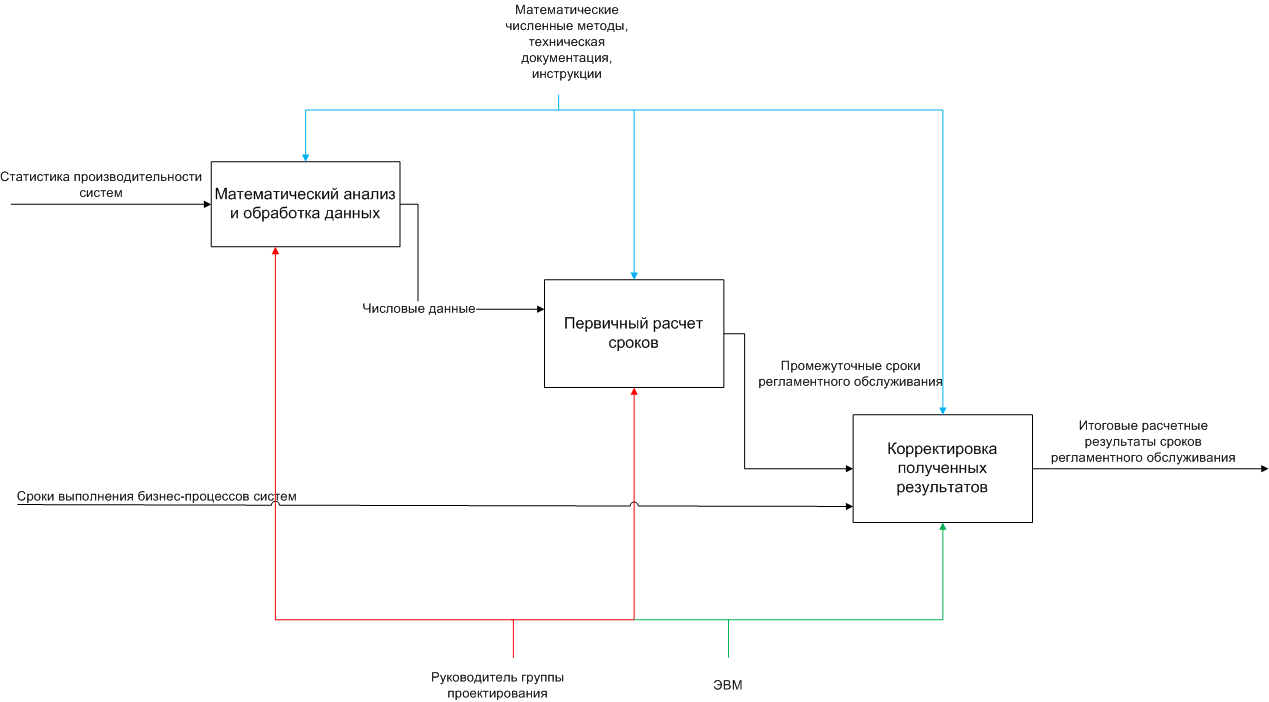 Математические
численные методы,
техническая
документация,
инструкции
Статистика производительности
систем
Математический анализ
и обработка данных
Числовые данные
Первичный расчет
сроков
Промежуточные сроки
регламентного обслуживания
Корректировка
полученных
результатов
Итоговые расчетные
результаты сроков
регламентного обслуживания
Сроки выполнения бизнес-процессов систем
Руководитель группы
проектирования
ЭВМ